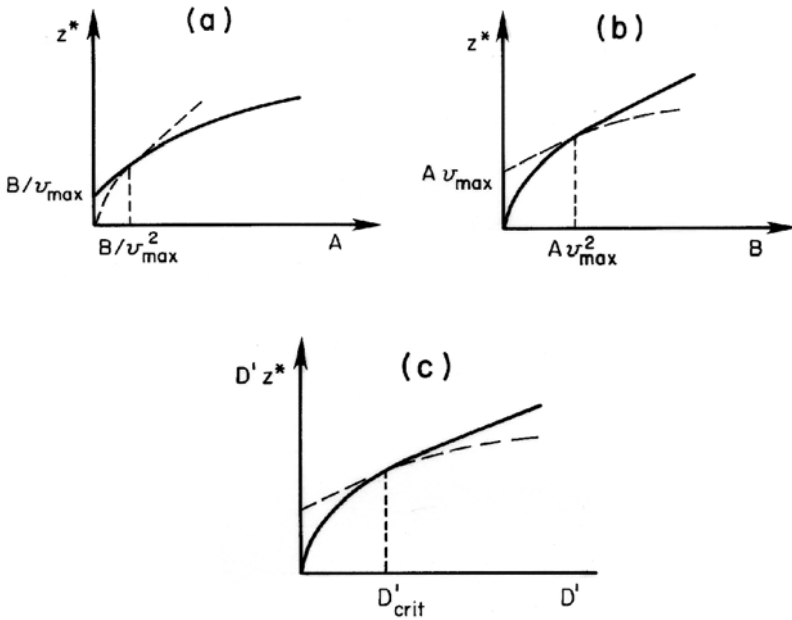 (a)
z*
B/υmax
B/υ²max
A
(b)
z*
A υmax
A υ²max
B
(c)
D' z*
D'crit
D'